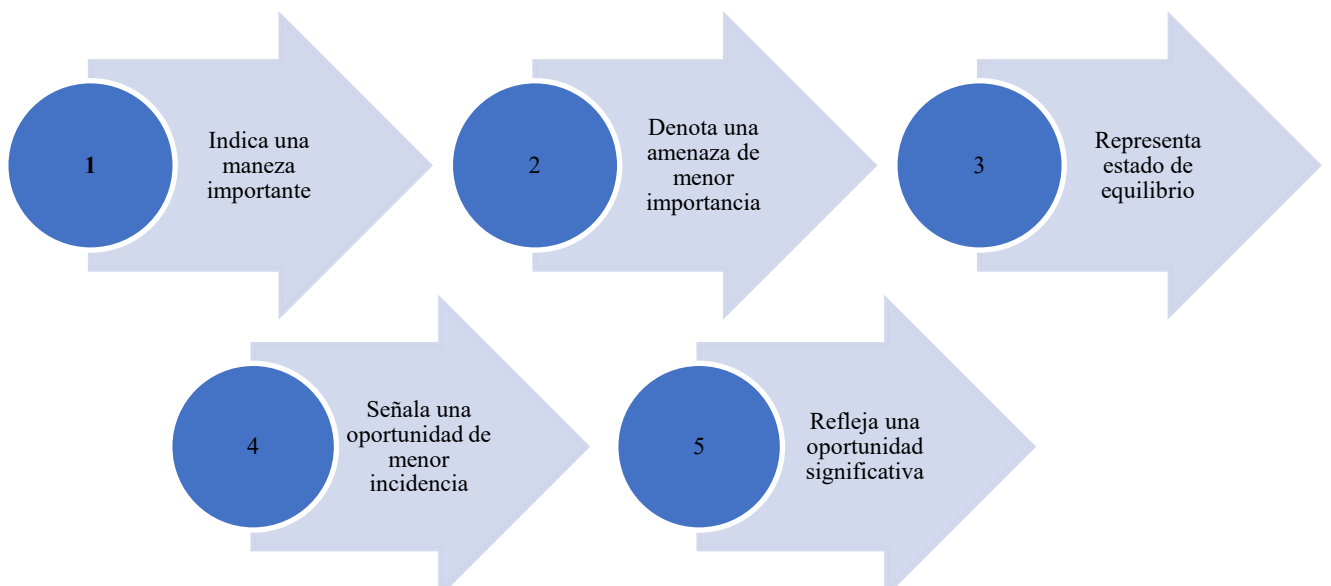 1
Indica una
maneza
importante
2
Denota una
amenaza de
menor
importancia
3
Representa
estado de
equilibrio
4
Señala una
oportunidad de
menor
incidencia
5
Refleja una
oportunidad
significativa